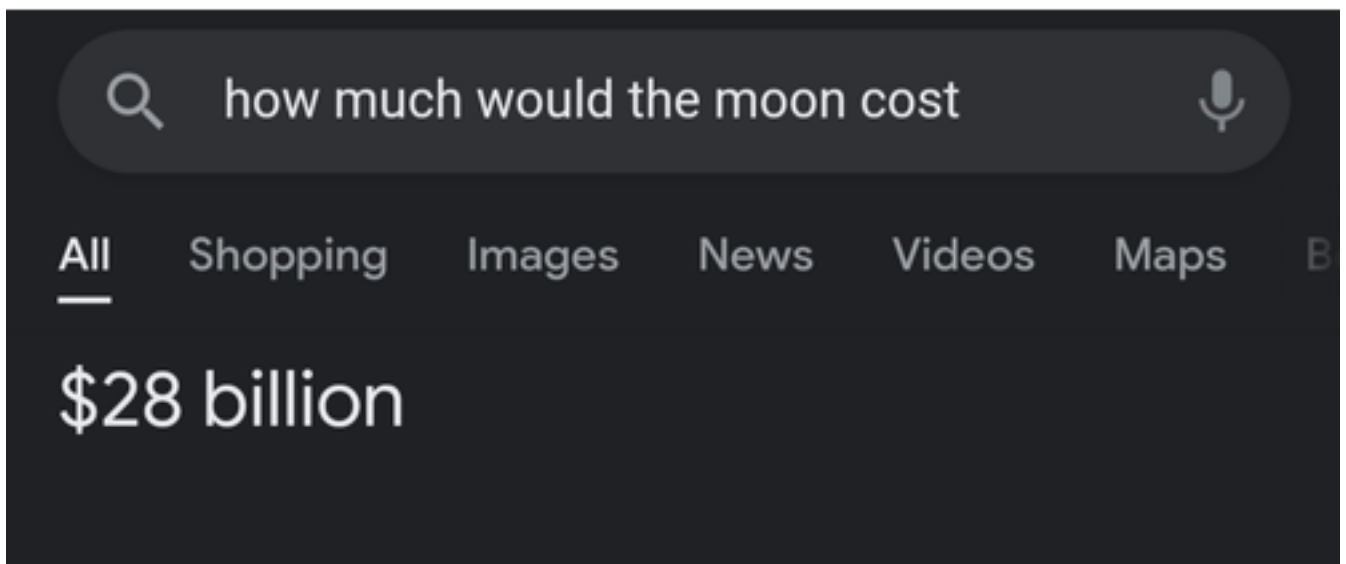 how much would the moon cost
All Shopping Images News Videos Maps
$28 billion